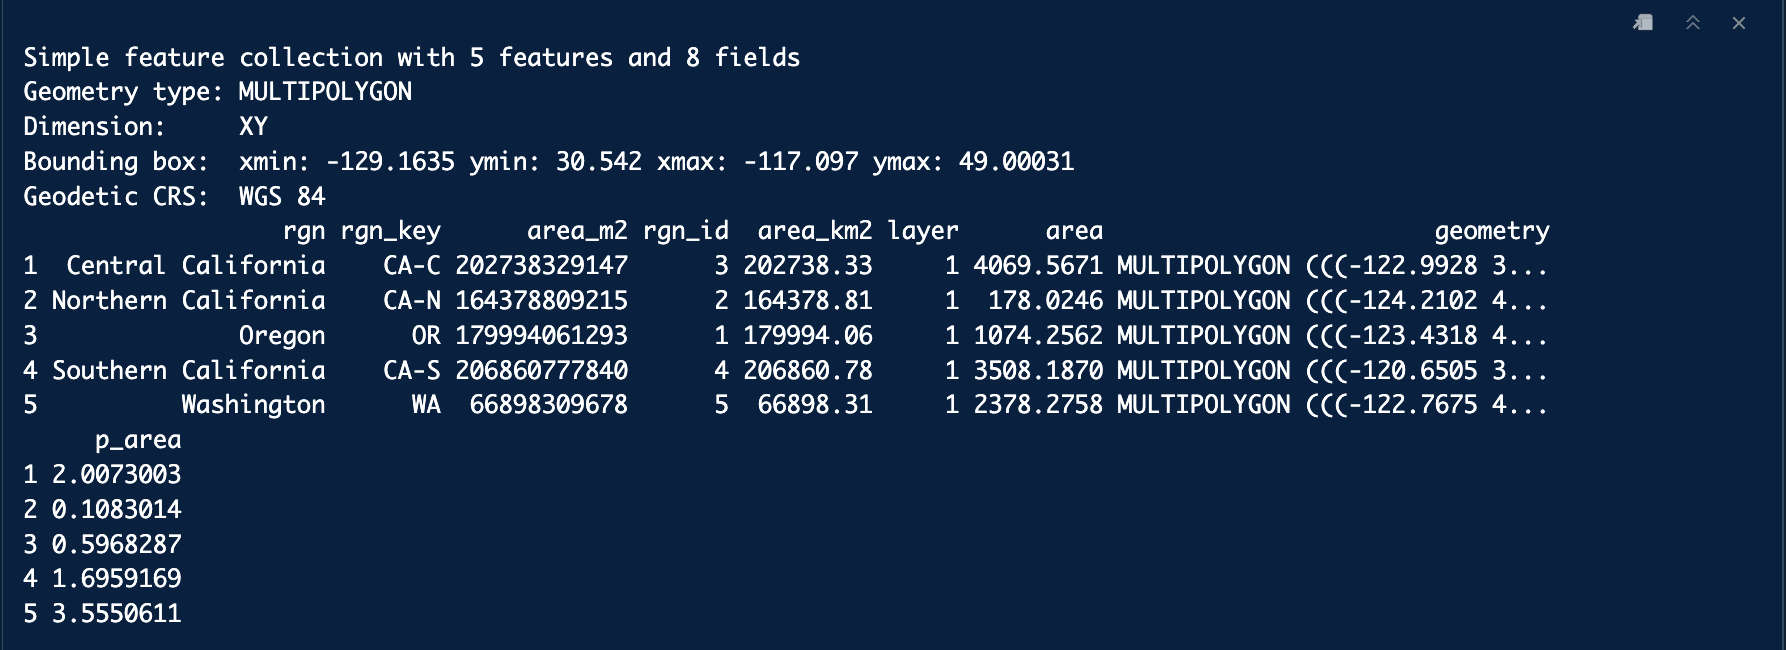 Simple feature collection with 5 features and 8 fields
Geometry type: MULTIPOLYGON
Dimension:     XY
Bounding box:  xmin: -129.1635 ymin: 30.542 xmax: -117.097 ymax: 49.00031
Geodetic CRS:  WGS 84
                  rgn rgn_key      area_m2 rgn_id  area_km2 layer      area                       geometry
1  Central California    CA-C 202738329147      3 202738.33     1 4069.5671 MULTIPOLYGON (((-122.9928 3...
2 Northern California    CA-N 164378809215      2 164378.81     1  178.0246 MULTIPOLYGON (((-124.2102 4...
3              Oregon      OR 179994061293      1 179994.06     1 1074.2562 MULTIPOLYGON (((-123.4318 4...
4 Southern California    CA-S 206860777840      4 206860.78     1 3508.1870 MULTIPOLYGON (((-120.6505 3...
5          Washington      WA  66898309678      5  66898.31     1 2378.2758 MULTIPOLYGON (((-122.7675 4...
     p_area
1 2.0073003
2 0.1083014
3 0.5968287
4 1.6959169
5 3.5550611